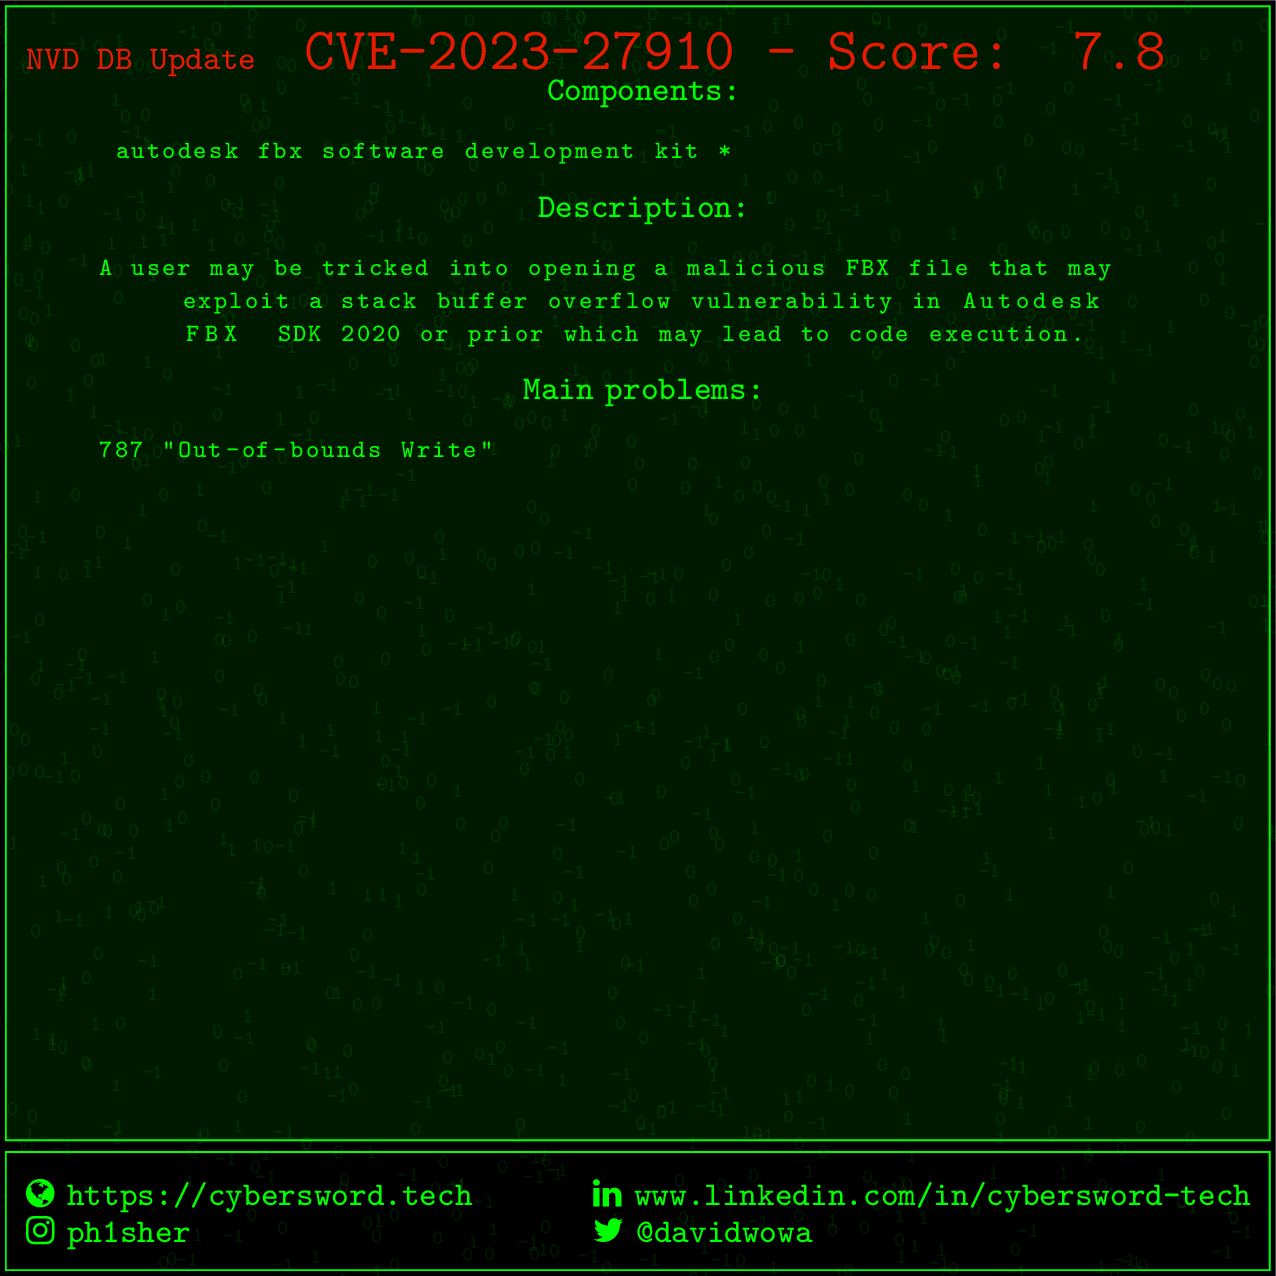 NVD DB Update CVE-2023-27910 - Score: 7.8
Components:
autodesk fbx software development kit *
Description:
A user may be tricked into opening a malicious FBX file that may
exploit a stack buffer overflow vulnerability in Autodesk
FBX SDK 2020 or prior which may lead to code execution.
Main problems:
787 "Out-of-bounds Write"
https://cybersword.tech
www.linkedin.com/in/cybersword-tech
ph1sher
@davidwowa